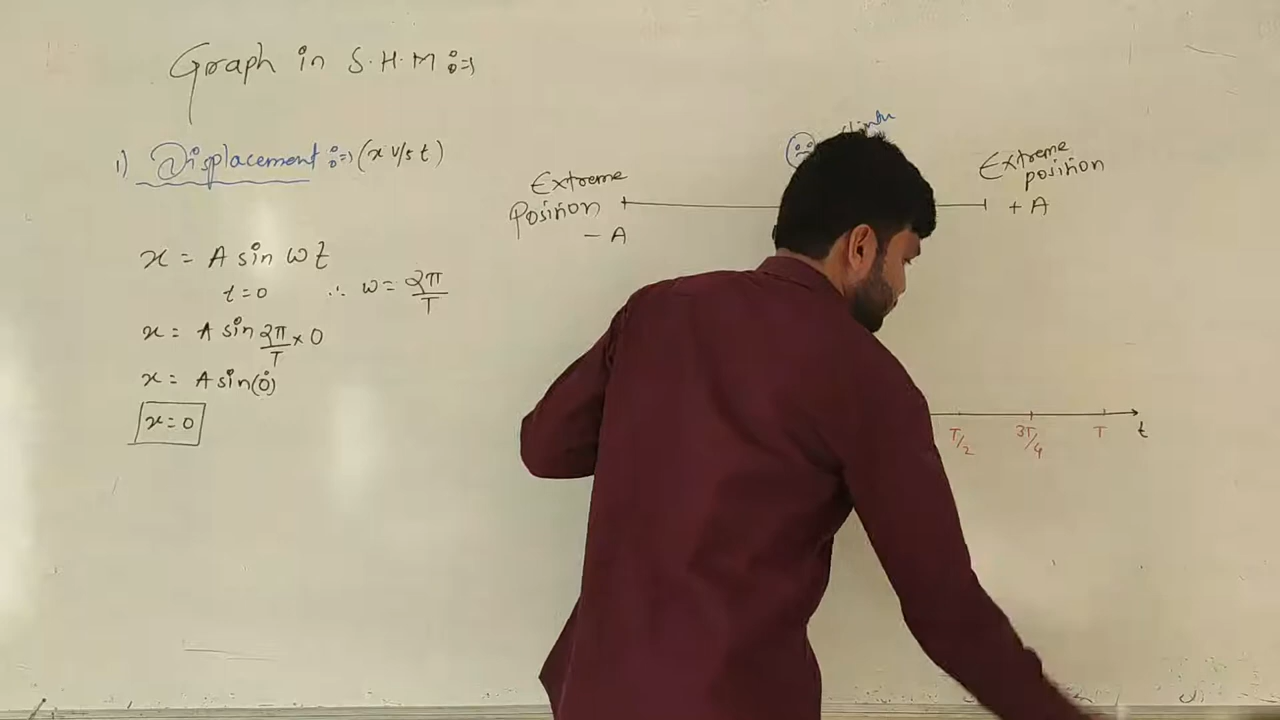 Graph in S.H.M :=>
1) Displacement :=> (x v/s t)
x = A sin ωt
t = 0 ∴ ω = 2π/T
x = A sin 2π/T × 0
x = A sin(0)
x = 0
Extreme
Position
- A
Extreme
position
+ A
T/2 3T/4 T t